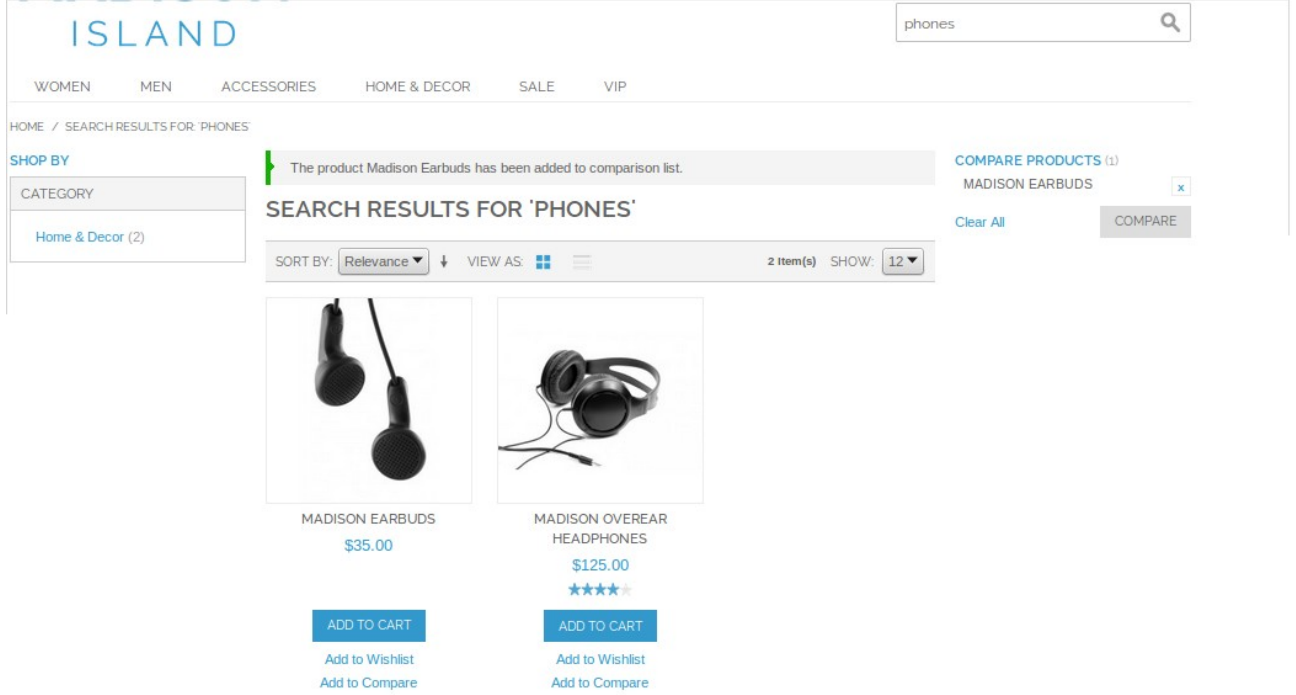 ISLAND
phones
WOMEN MEN ACCESSORIES HOME & DECOR SALE VIP
HOME / SEARCH RESULTS FOR: 'PHONES'
SHOP BY
CATEGORY
Home & Decor (2)
The product Madison Earbuds has been added to comparison list.
SEARCH RESULTS FOR 'PHONES'
SORT BY: Relevance VIEW AS: 2 Item(s) SHOW: 12
MADISON EARBUDS
$35.00
ADD TO CART
Add to Wishlist
Add to Compare
MADISON OVEREAR
HEADPHONES
$125.00
ADD TO CART
Add to Wishlist
Add to Compare
COMPARE PRODUCTS (1)
MADISON EARBUDS
x
Clear All COMPARE